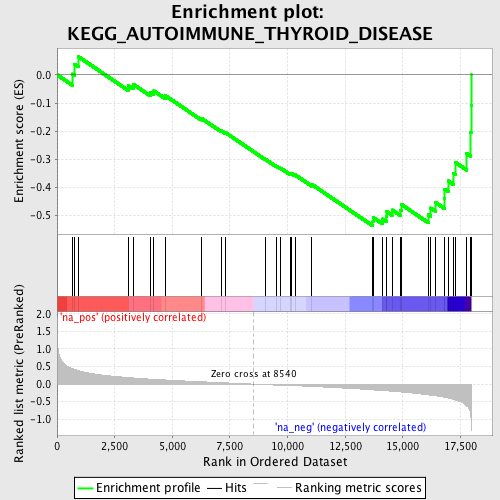 Enrichment plot:
KEGG_AUTOIMMUNE_THYROID_DISEASE
Enrichment score (ES)
0.0
-0.1
-0.2
-0.3
-0.4
-0.5
'na_pos' (positively correlated)
Ranked list metric (PreRanked)
2.0
1.5
1.0
0.5
0.0
-0.5
-1.0
Zero cross at 8540
'na_neg' (negatively correlated)
0 2,500 5,000 7,500 10,000 12,500 15,000 17,500
Rank in Ordered Dataset
Enrichment profile Hits Ranking metric scores